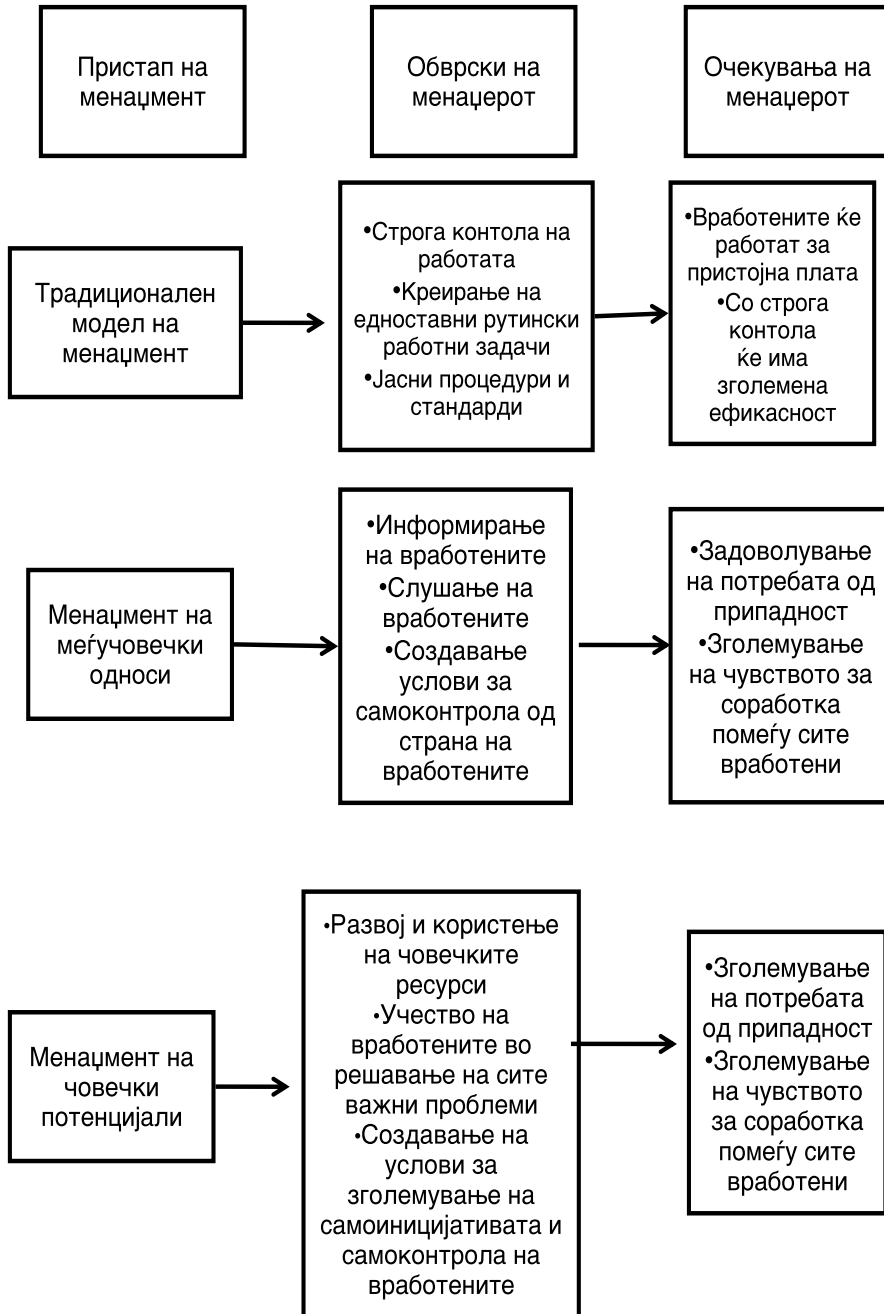 Пристап на
менаџмент
Обврски на
менаџерот
Очекувања на
менаџерот
Традиционален
модел на
менаџмент
•Строга контола на
работата
•Креирање на
едноставни рутински
работни задачи
•Јасни процедури и
стандарди
•Вработените ќе
работат за
пристојна плата
•Со строга
контола
ќе има
зголемена
ефикасност
Менаџмент на
меѓучовечки
односи
•Информирање
на вработените
•Слушање на
вработените
•Создавање
услови за
самоконтрола од
страна на
вработените
•Задоволување
на потребата од
припадност
•Зголемување
на чувството за
соработка
помеѓу сите
вработени
Менаџмент на
човечки
потенцијали
•Развој и користење
на човечките
ресурси
•Учество на
вработените во
решавање на сите
важни проблеми
•Создавање на
услови за
зголемување на
самоиницијативата и
самоконтрола на
вработените
•Зголемување
на потребата
од припадност
•Зголемување
на чувството
за соработка
помеѓу сите
вработени